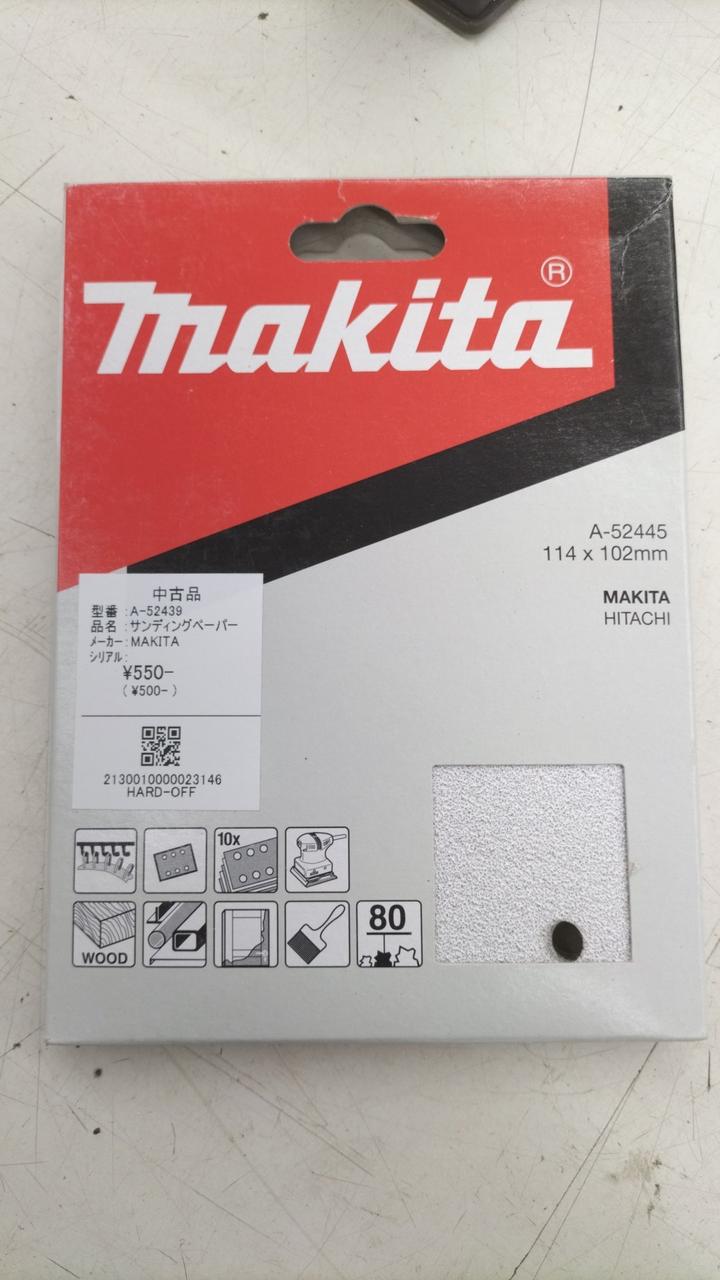 makita®
A-52445
114 x 102mm
MAKITA
HITACHI
中古品
型番 :A-52439
品名 :サンディングペーパー
メーカー:MAKITA
シリアル:
¥550-
(¥500-)
2130010000023146
HARD-OFF
10x
WOOD
80